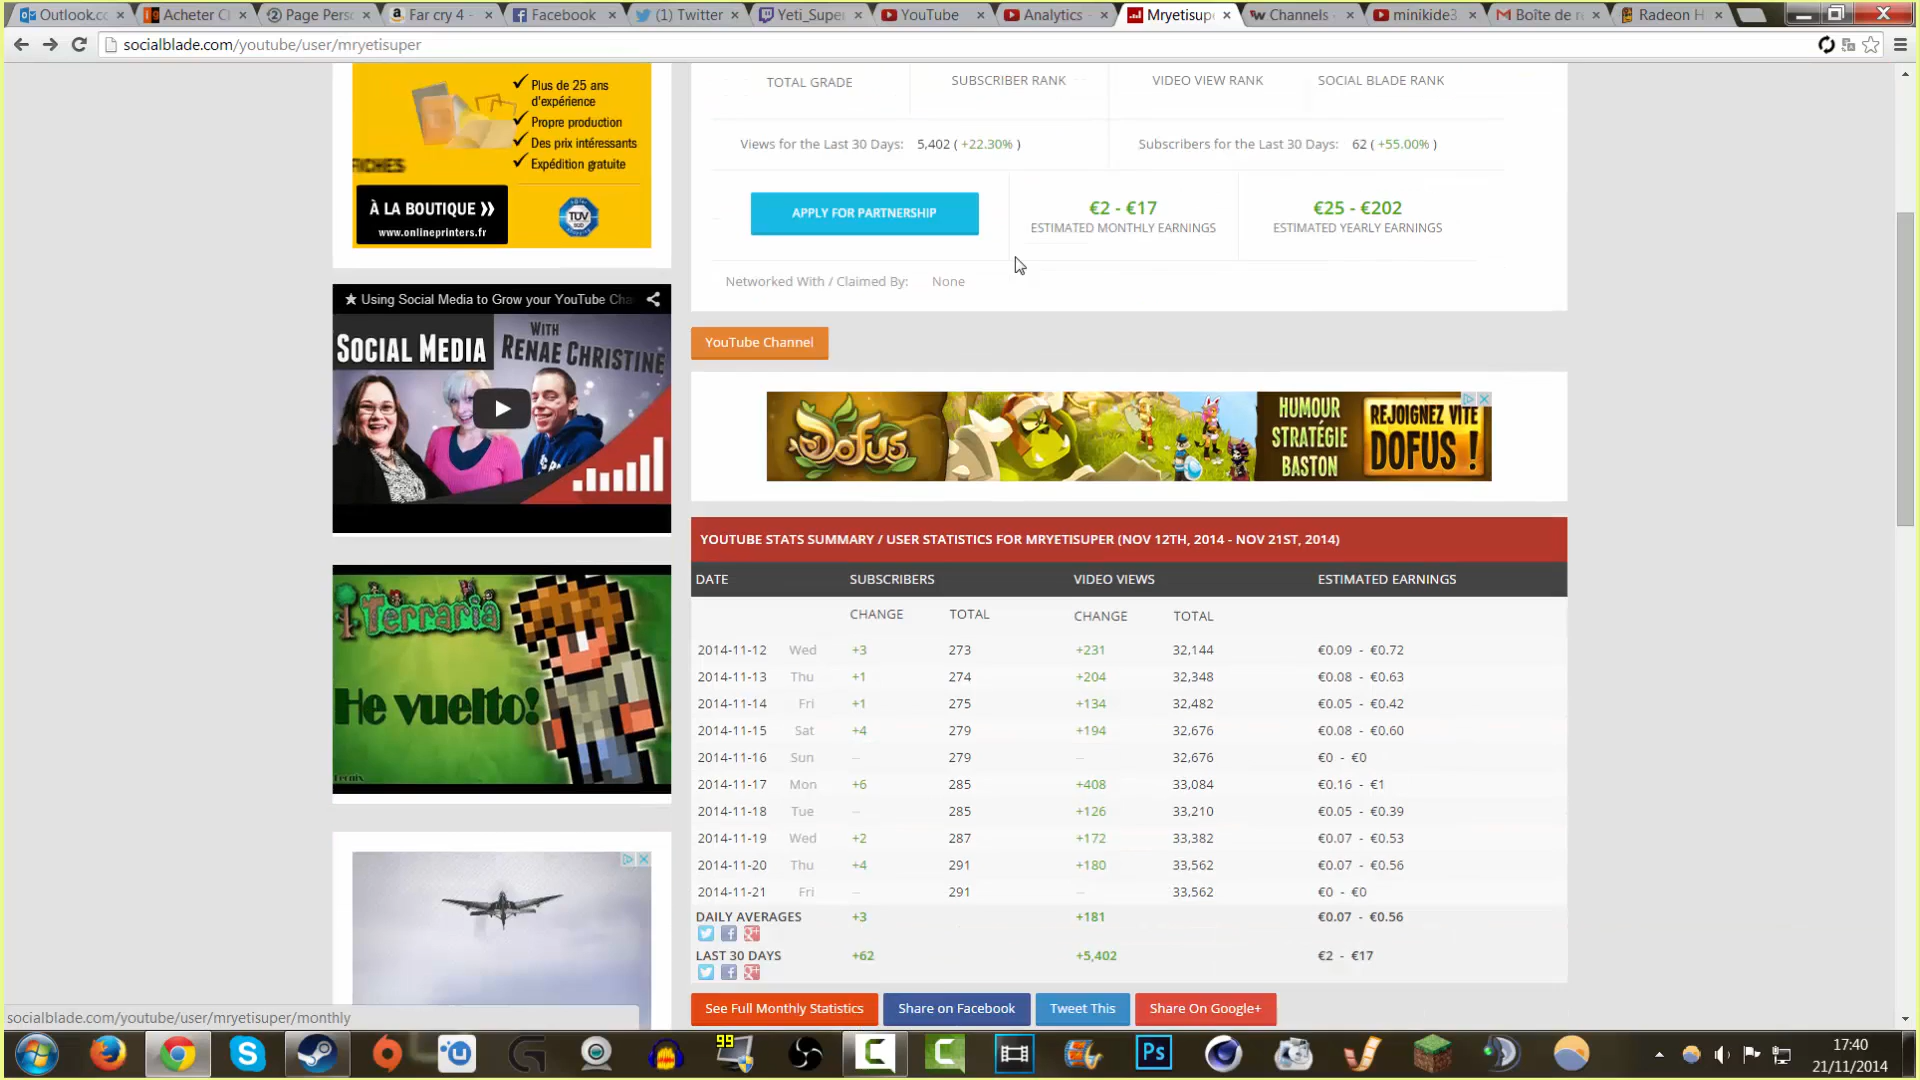 Outlook.c
Acheter C
Page Pers
Far cry 4 -
Facebook
(1) Twitter
Yeti_Supe
YouTube
Analytics -
Mryetisup
Channels -
minikide3
Boîte de r
Radeon H
socialblade.com/youtube/user/mryetisuper
Plus de 25 ans
d'expérience
Propre production
Des prix intéressants
Expédition gratuite
FICHES
À LA BOUTIQUE
www.onlineprinters.fr
TÜV
TOTAL GRADE
SUBSCRIBER RANK
VIDEO VIEW RANK
SOCIAL BLADE RANK
Views for the Last 30 Days: 5,402 ( +22.30% )
Subscribers for the Last 30 Days: 62 ( +55.00% )
APPLY FOR PARTNERSHIP
€2 - €17
ESTIMATED MONTHLY EARNINGS
€25 - €202
ESTIMATED YEARLY EARNINGS
Networked With / Claimed By: None
★ Using Social Media to Grow your YouTube Cha
SOCIAL MEDIA
WITH
RENAE CHRISTINE
YouTube Channel
DOFUS
HUMOUR
STRATÉGIE
BASTON
REJOIGNEZ VITE
DOFUS !
Terraria
He vuelto!
YOUTUBE STATS SUMMARY / USER STATISTICS FOR MRYETISUPER (NOV 12TH, 2014 - NOV 21ST, 2014)
DATE SUBSCRIBERS VIDEO VIEWS ESTIMATED EARNINGS
CHANGE TOTAL CHANGE TOTAL
2014-11-12 Wed +3 273 +231 32,144 €0.09 - €0.72
2014-11-13 Thu +1 274 +204 32,348 €0.08 - €0.63
2014-11-14 Fri +1 275 +134 32,482 €0.05 - €0.42
2014-11-15 Sat +4 279 +194 32,676 €0.08 - €0.60
2014-11-16 Sun -- 279 -- 32,676 €0 - €0
2014-11-17 Mon +6 285 +408 33,084 €0.16 - €1
2014-11-18 Tue -- 285 +126 33,210 €0.05 - €0.39
2014-11-19 Wed +2 287 +172 33,382 €0.07 - €0.53
2014-11-20 Thu +4 291 +180 33,562 €0.07 - €0.56
2014-11-21 Fri -- 291 -- 33,562 €0 - €0
DAILY AVERAGES +3 +181 €0.07 - €0.56
LAST 30 DAYS +62 +5,402 €2 - €17
See Full Monthly Statistics
Share on Facebook
Tweet This
Share On Google+
socialblade.com/youtube/user/mryetisuper/monthly
99
Ps
17:40
21/11/2014